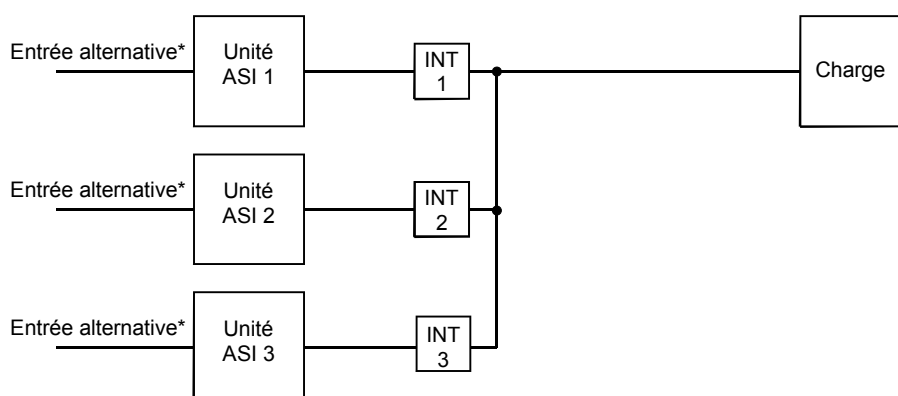 Entrée alternative*
Unité
ASI 1
INT
1
Charge
Entrée alternative*
Unité
ASI 2
INT
2
Entrée alternative*
Unité
ASI 3
INT
3